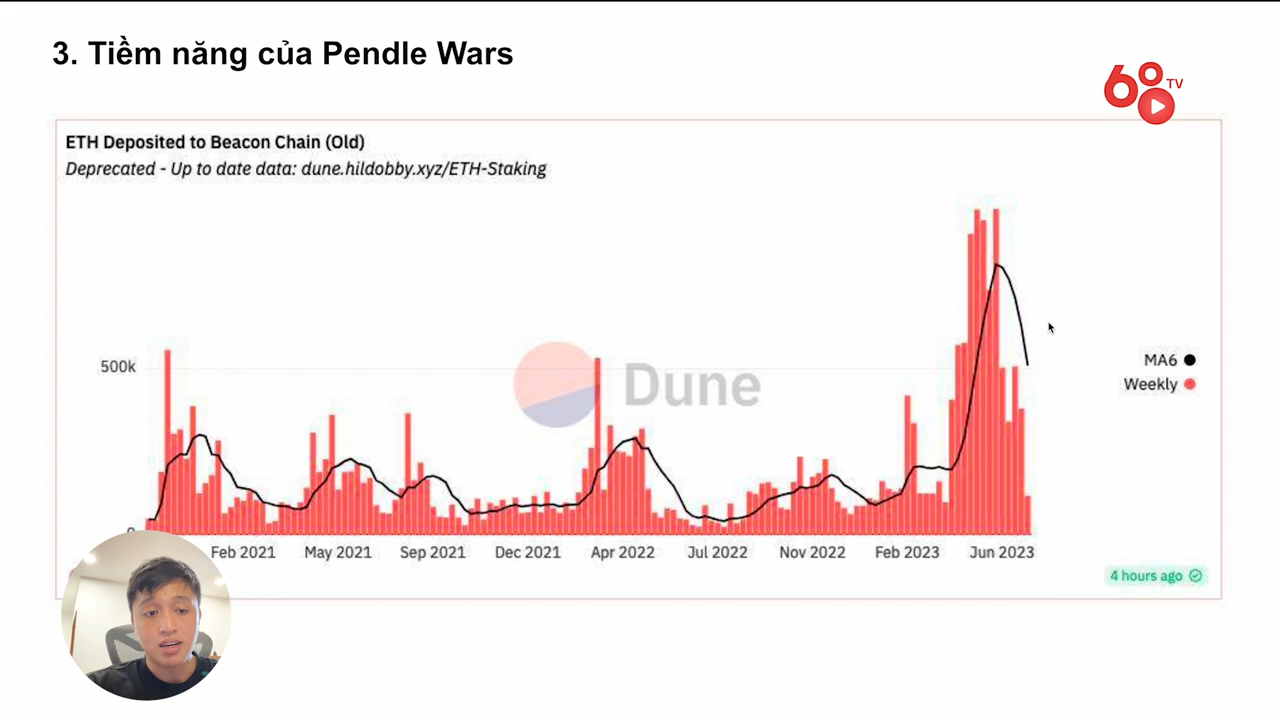 3. Tiềm năng của Pendle Wars
68 TV
ETH Deposited to Beacon Chain (Old)
Deprecated - Up to date data: dune.hildobby.xyz/ETH-Staking
500k
0
Dune
MA6
Weekly
Feb 2021
May 2021
Sep 2021
Dec 2021
Apr 2022
Jul 2022
Nov 2022
Feb 2023
Jun 2023
4 hours ago